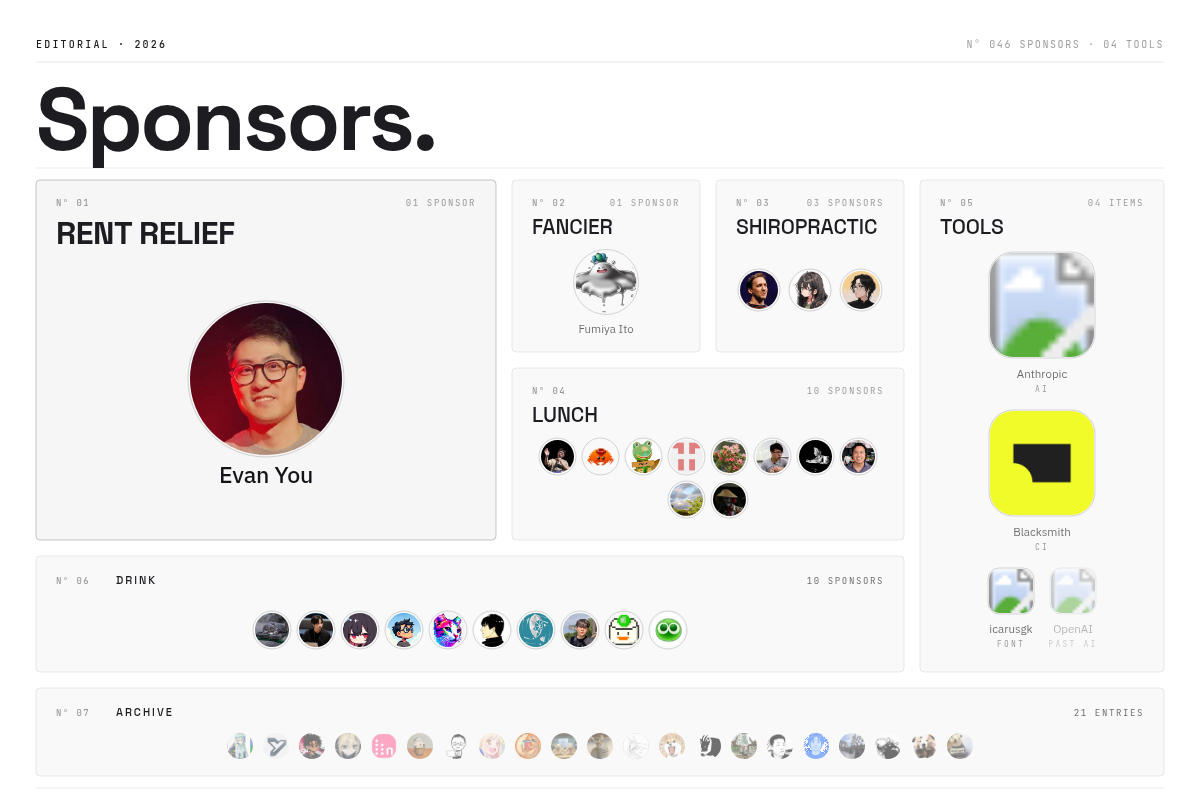 EDITORIAL · 2026
N° 046 SPONSORS · 04 TOOLS
Sponsors.
N° 01
01 SPONSOR
RENT RELIEF
Evan You
N° 02
01 SPONSOR
FANCIER
Fumiya Ito
N° 03
03 SPONSORS
SHIROPRACTIC
N° 04
10 SPONSORS
LUNCH
N° 05
04 ITEMS
TOOLS
Anthropic
AI
Blacksmith
CI
icarusgk
FONT
OpenAI
PAST AI
N° 06
DRINK
10 SPONSORS
N° 07
ARCHIVE
21 ENTRIES